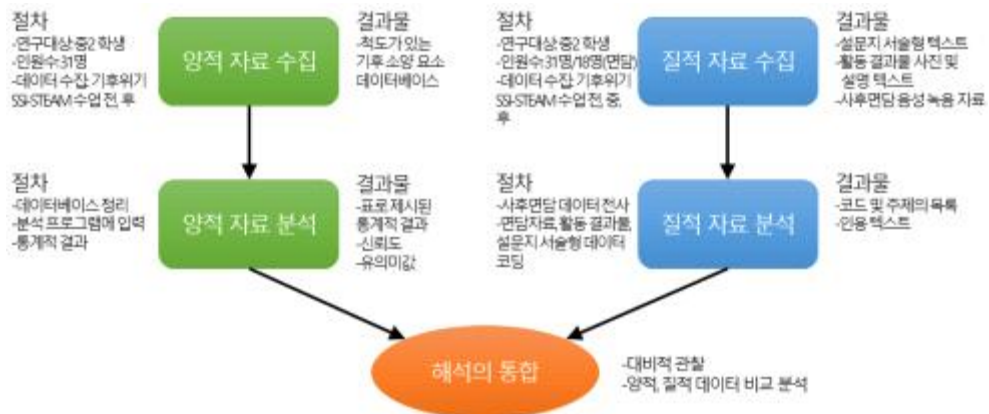 절차
-연구대상:중2 학생
-인원수:31명
-데이터 수집: 기후위기
SSI-STEAM 수업 전, 후
양적 자료 수집
결과물
-척도가 있는
기후 소양 요소
데이터베이스
절차
-연구대상:중2 학생
-인원수:31명/18명(면담)
-데이터 수집: 기후위기
SSI-STEAM 수업 전, 중,
후
질적 자료 수집
결과물
-설문지 서술형 텍스트
-활동 결과물 사진 및
설명 텍스트
-사후면담 음성 녹음 자료
절차
-데이터베이스 정리
-분석 프로그램에 입력
-통계적 결과
양적 자료 분석
결과물
-표로 제시된
통계적 결과
-신뢰도
-유의미값
절차
-사후면담 데이터 전사
-면담자료, 활동 결과물,
설문지 서술형 데이터
코딩
질적 자료 분석
결과물
-코드 및 주제의 목록
-인용 텍스트
해석의 통합
-대비적 관찰
-양적, 질적 데이터 비교 분석